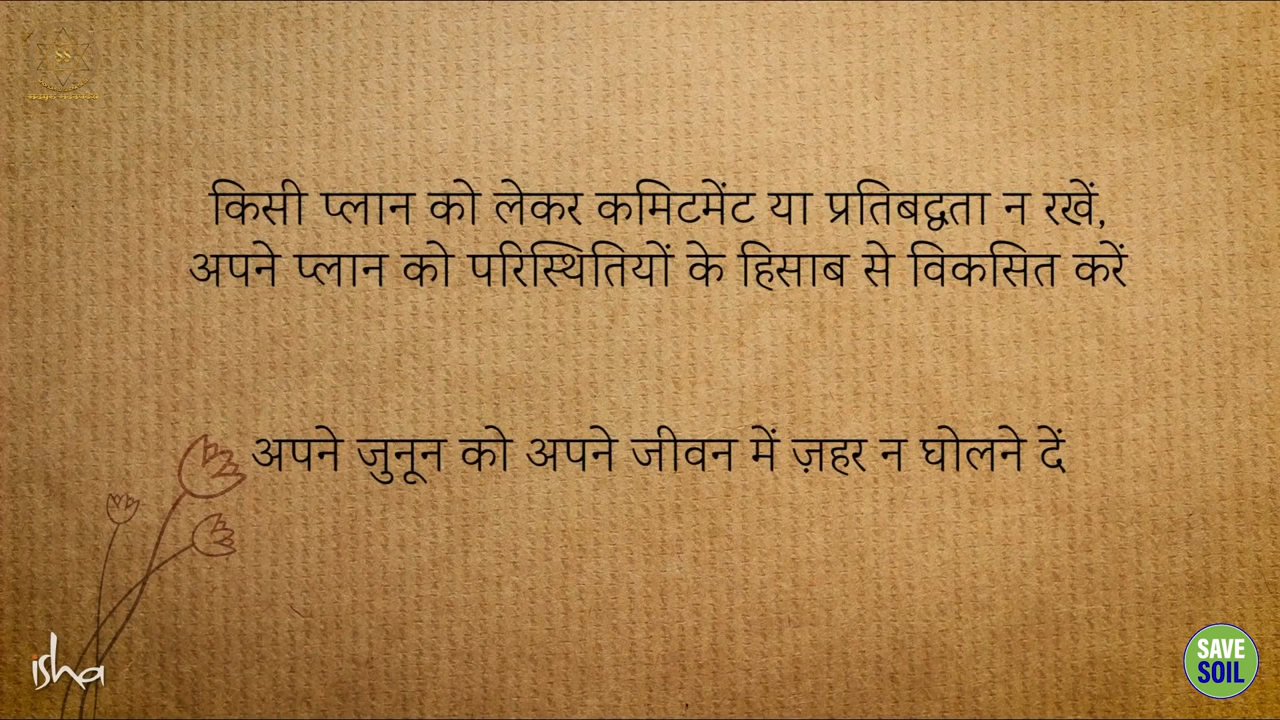 किसी प्लान को लेकर कमिटमेंट या प्रतिबद्धता न रखें,
अपने प्लान को परिस्थितियों के हिसाब से विकसित करें
अपने जुनून को अपने जीवन में ज़हर न घोलने दें
isha
SAVE
SOIL